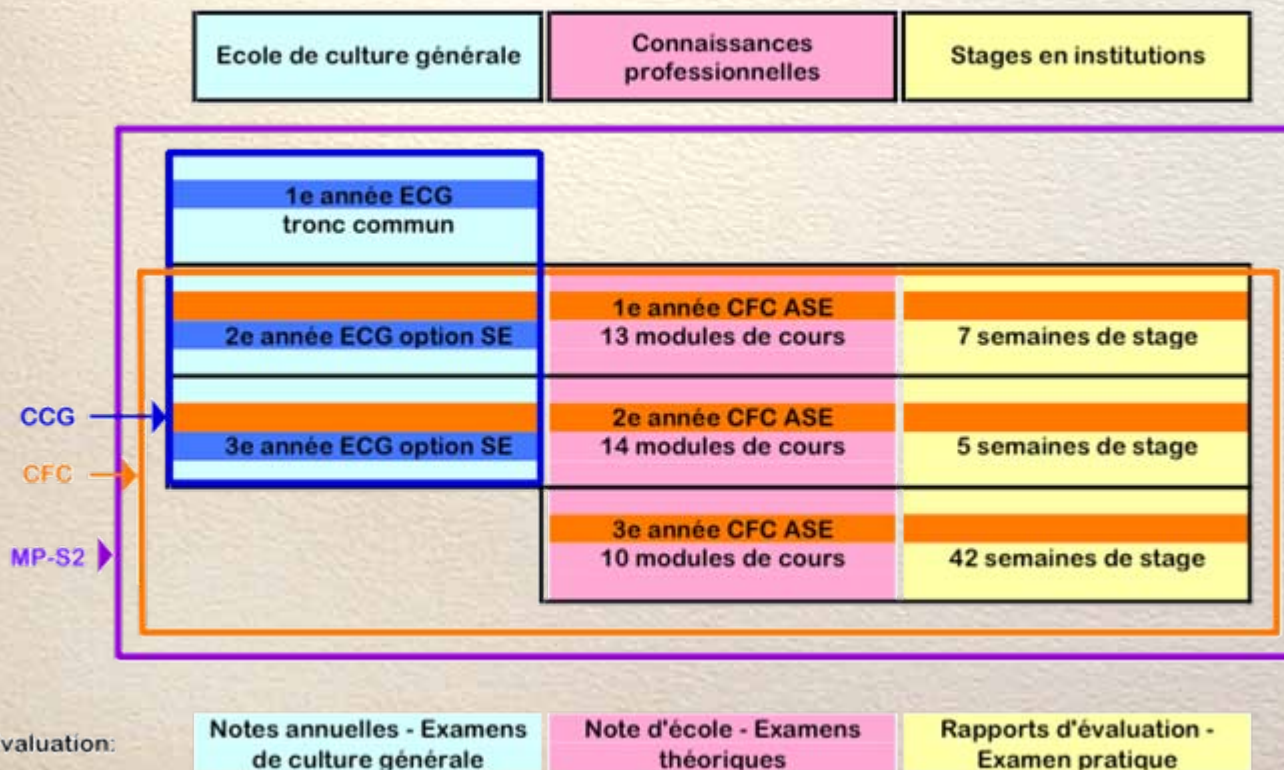 Ecole de culture générale
Connaissances
professionnelles
Stages en institutions
1e année ECG
tronc commun
1e année CFC ASE
2e année ECG option SE
13 modules de cours
7 semaines de stage
2e année CFC ASE
CCG
3e année ECG option SE
14 modules de cours
5 semaines de stage
CFC
3e année CFC ASE
MP-S2
10 modules de cours
42 semaines de stage
valuation:
Notes annuelles - Examens
de culture générale
Note d'école - Examens
théoriques
Rapports d'évaluation -
Examen pratique